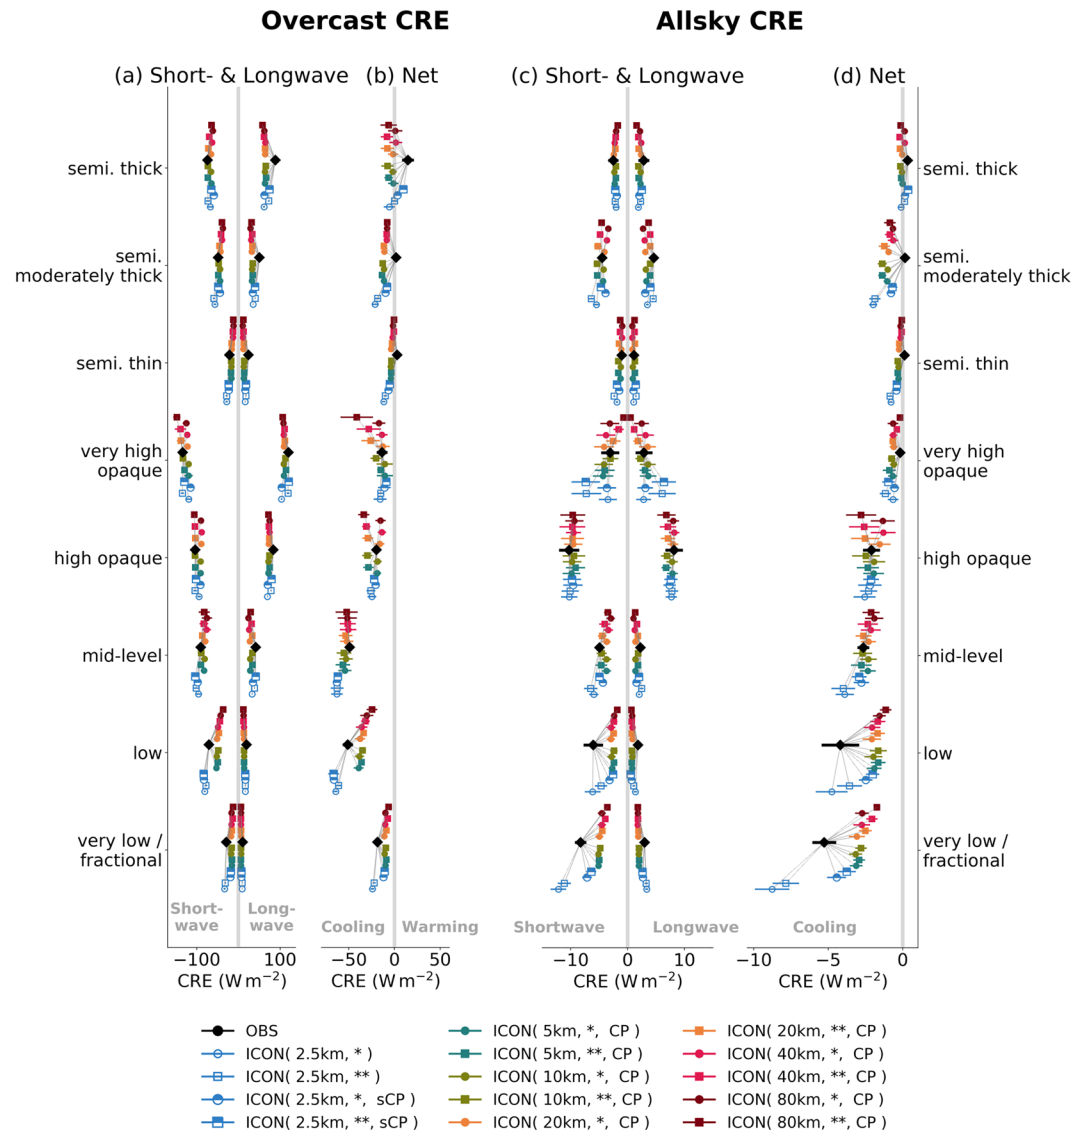 Overcast CRE
Allsky CRE
(a) Short- & Longwave
(b) Net
(c) Short- & Longwave
(d) Net
semi. thick
semi.
moderately thick
semi. thin
very high
opaque
high opaque
mid-level
low
very low /
fractional
semi. thick
semi.
moderately thick
semi. thin
very high
opaque
high opaque
mid-level
low
very low /
fractional
Short-
wave
Long-
wave
Cooling
Warming
Shortwave
Longwave
Cooling
−100
100
−50
0
50
−10
0
10
−10
−5
0
CRE (W m−2)
CRE (W m−2)
CRE (W m−2)
CRE (W m−2)
OBS
ICON( 2.5km, * )
ICON( 2.5km, ** )
ICON( 2.5km, *, sCP )
ICON( 2.5km, **, sCP )
ICON( 5km, *, CP )
ICON( 5km, **, CP )
ICON( 10km, *, CP )
ICON( 10km, **, CP )
ICON( 20km, *, CP )
ICON( 20km, **, CP )
ICON( 40km, *, CP )
ICON( 40km, **, CP )
ICON( 80km, *, CP )
ICON( 80km, **, CP )